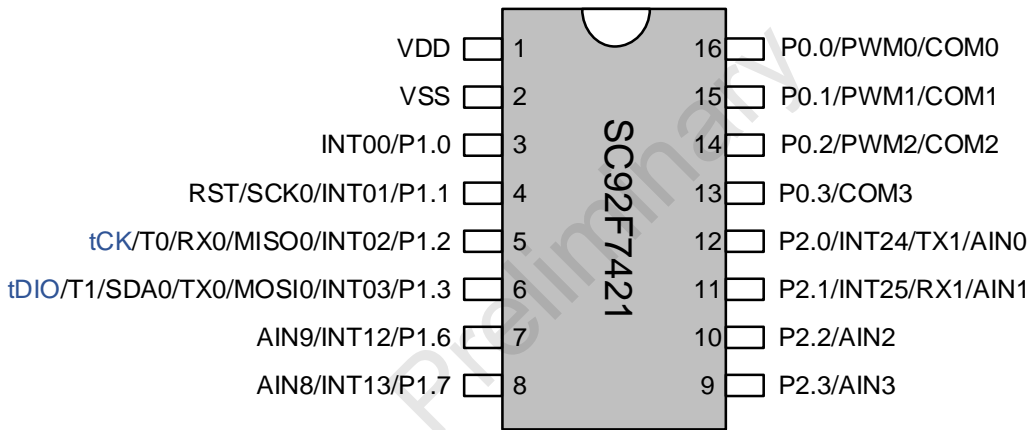 VDD 1 16 P0.0/PWM0/COM0
VSS 2 15 P0.1/PWM1/COM1
INT00/P1.0 3 14 P0.2/PWM2/COM2
RST/SCK0/INT01/P1.1 4 13 P0.3/COM3
tCK/T0/RX0/MISO0/INT02/P1.2 5 12 P2.0/INT24/TX1/AIN0
tDIO/T1/SDA0/TX0/MOSI0/INT03/P1.3 6 11 P2.1/INT25/RX1/AIN1
AIN9/INT12/P1.6 7 10 P2.2/AIN2
AIN8/INT13/P1.7 8 9 P2.3/AIN3
SC92F7421
Preliminary